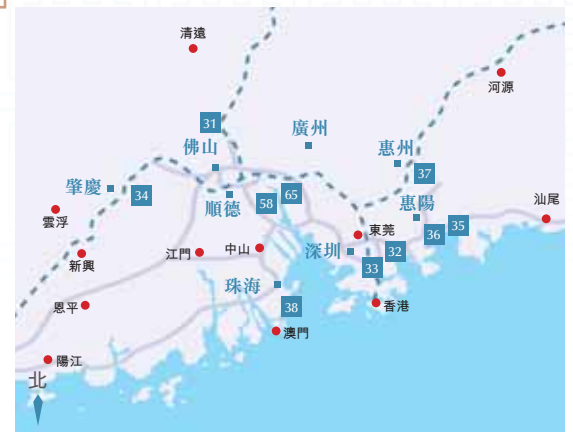 清遠
河源
31
廣州
佛山
惠州
37
肇慶
34
順德
58
65
惠陽
汕尾
雲浮
35
36
東莞
中山
江門
深圳
32
新興
33
珠海
38
香港
恩平
澳門
陽江
北